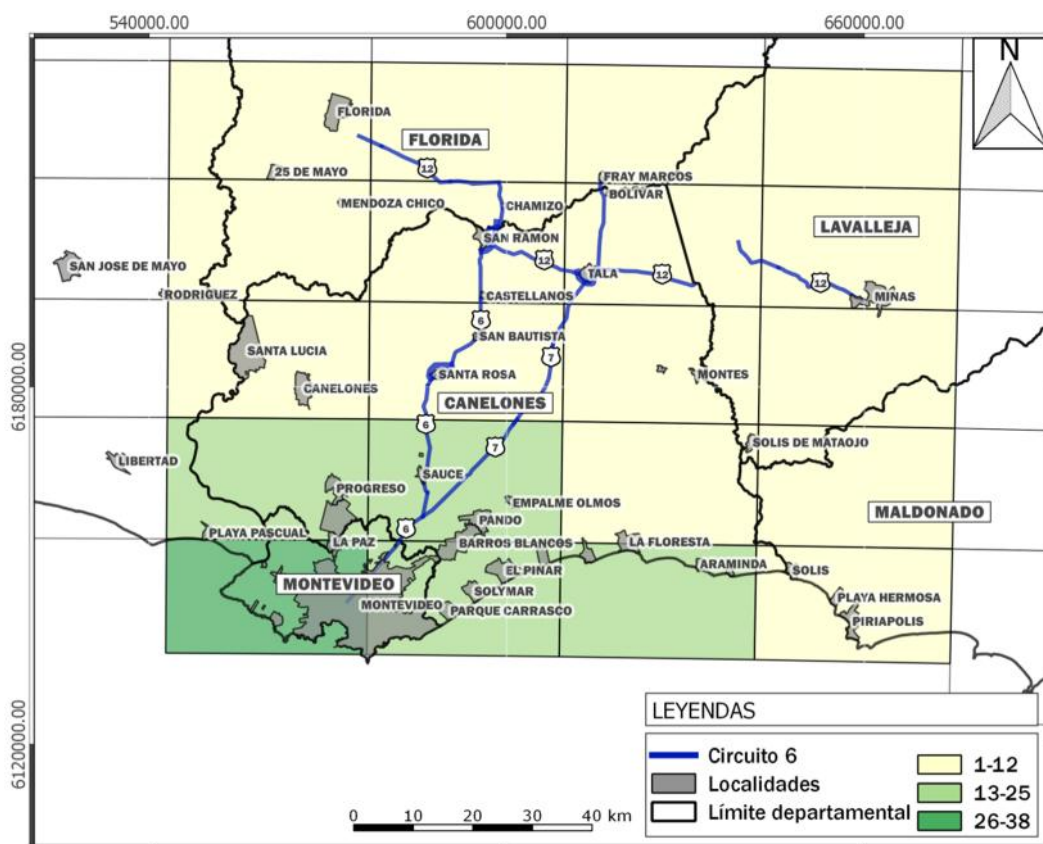 540000.00
600000.00
660000.00
N
FLORIDA
FLORIDA
12
25 DE MAYO
FRAY MARCOS
BOLIVAR
MENDOZA CHICO
CHAMIZO
LAVALLEJA
SAN RAMON
12
SAN JOSE DE MAYO
TALA
12
12
RODRIGUEZ
CASTELLANOS
MINAS
6
SAN BAUTISTA
SANTA LUCIA
7
6180000.00
SANTA ROSA
MONTES
CANELONES
CANELONES
6
7
SOLIS DE MATAOJO
LIBERTAD
SAUCE
PROGRESO
EMPALME OLMOS
MALDONADO
PLAYA PASCUAL
6
PANDO
LA PAZ
BARROS BLANCOS
LA FLORESTA
ARAMINDA
EL PINAR
SOLIS
MONTEVIDEO
SOLYMAR
PLAYA HERMOSA
MONTEVIDEO
PARQUE CARRASCO
PIRIAPOLIS
6120000.00
LEYENDAS
Circuito 6
1-12
Localidades
13-25
Límite departamental
26-38
0 10 20 30 40 km